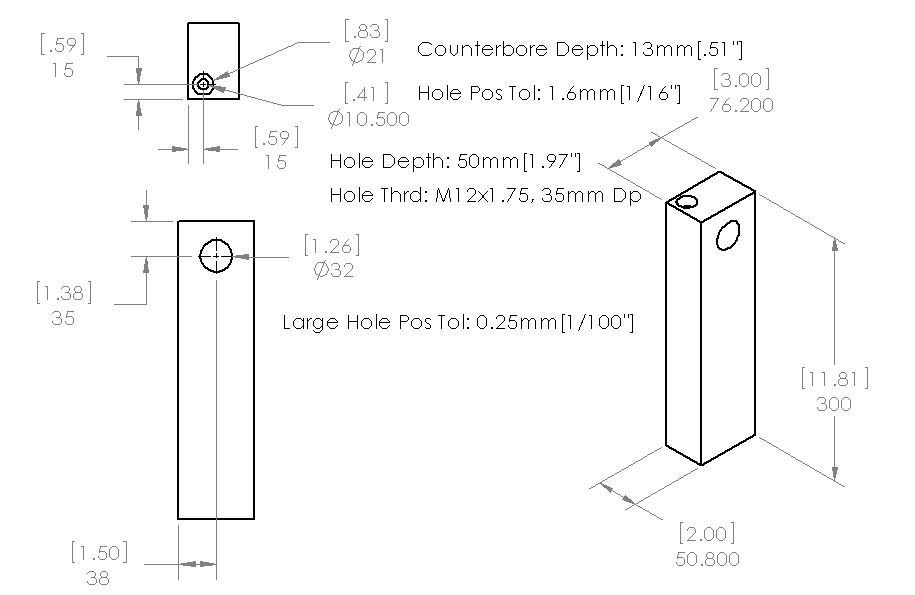 [.59]
15
[.83]
Ø21
Counterbore Depth: 13mm[.51"]
[.41]
Ø10.500
Hole Pos Tol: 1.6mm[1/16"]
[3.00]
76.200
[.59]
15
Hole Depth: 50mm[1.97"]
Hole Thrd: M12x1.75, 35mm Dp
[1.26]
Ø32
[1.38]
35
Large Hole Pos Tol: 0.25mm[1/100"]
[11.81]
300
[1.50]
38
[2.00]
50.800